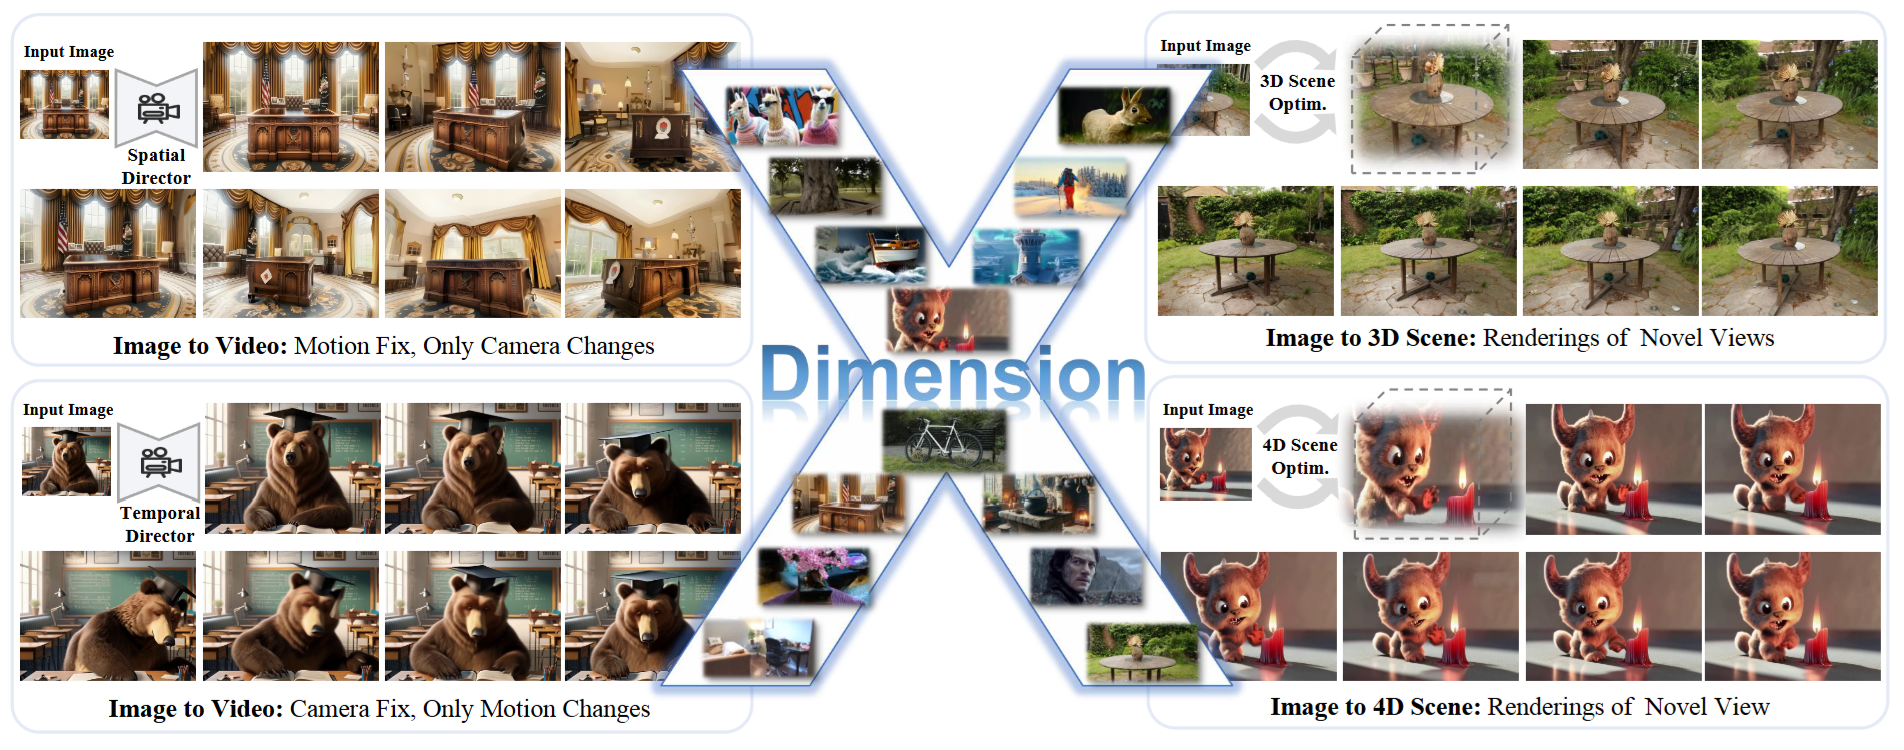 Input Image
Spatial
Director
Image to Video: Motion Fix, Only Camera Changes
Input Image
Temporal
Director
Image to Video: Camera Fix, Only Motion Changes
X
Dimension
Input Image
3D Scene
Optim.
Image to 3D Scene: Renderings of Novel Views
Input Image
4D Scene
Optim.
Image to 4D Scene: Renderings of Novel View